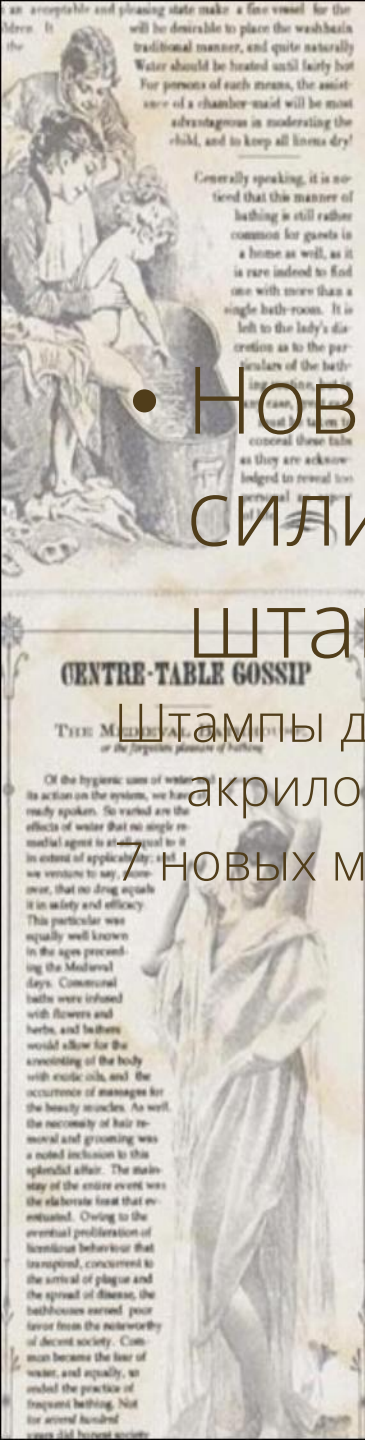 an acceptable and pleasing state make a fine vessel for the
ildren. It will be desirable to place the washbasin
the traditional manner, and quite naturally
Water should be heated until fairly hot
For persons of such means, the assist-
ance of a chamber-maid will be most
advantageous in moderating the
child, and to keep all linens dry!
Generally speaking, it is no-
ticed that this manner of
bathing is still rather
common for guests in
a home as well, as it
is rare indeed to find
one with more than a
single bath-room. It is
left to the lady's dis-
cretion as to the par-
ticulars of the bath-
• Нов
conceal these tabs
as they are acknow-
ledged to reveal too
сили
шта
CENTRE-TABLE GOSSIP
Штампы д
THE MEDIEVAL
or the forgotten pleasure of bathing
Of the hygienic uses of water
its action on the system, we have
акрило
ready spoken. So varied are the
effects of water that no single re-
medial agent is at all equal to it
in extent of applicability; and
7 новых м
we venture to say, more-
over, that no drug equals
it in safety and efficacy.
This particular was
equally well known
in the ages preced-
ing the Medieval
days. Communal
baths were infused
with flowers and
herbs, and bathers
would allow for the
annointing of the body
with exotic oils, and the
occurrence of massages for
the beauty muscles. As well,
the necessity of hair re-
moval and grooming was
a noted inclusion to this
splendid affair. The main-
stay of the entire event was
the elaborate feast that ev-
entuated. Owing to the
eventual proliferation of
licentious behaviour that
transpired, concurrent to
the arrival of plague and
the spread of disease, the
bathhouses earned poor
favor from the noteworthy
of decent society. Com-
mon became the fear of
water, and equally, so
ended the practice of
frequent bathing. Not
for several hundred
years did honest society